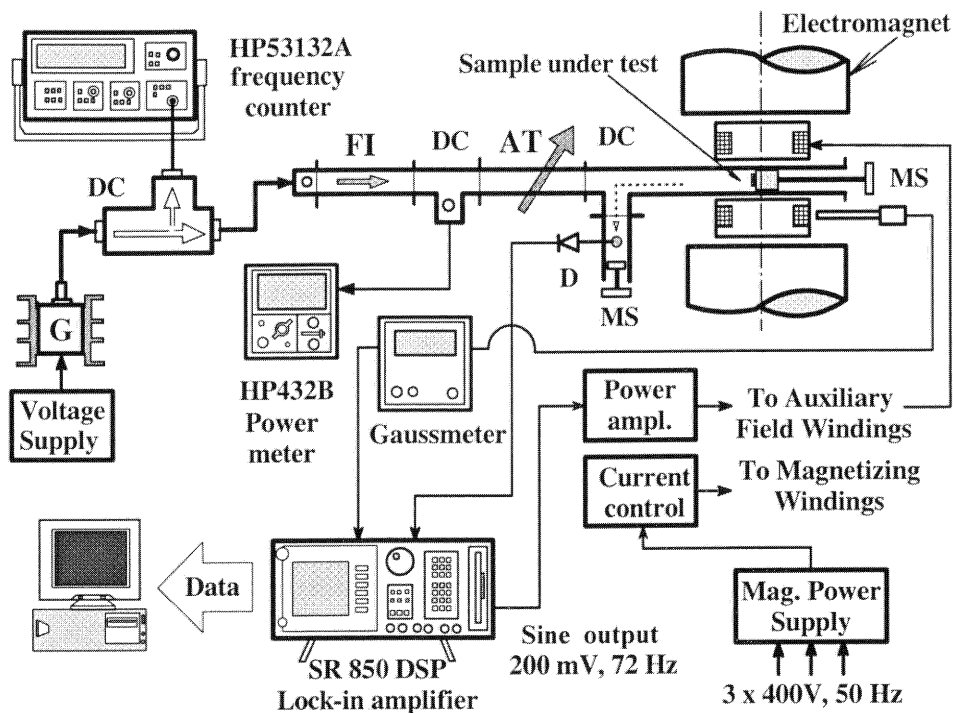 HP53132A
frequency
counter
Electromagnet
Sample under test
FI
DC
AT
DC
MS
DC
G
D
MS
Voltage
Supply
HP432B
Power
meter
Gaussmeter
Power
ampl.
To Auxiliary
Field Windings
Current
control
To Magnetizing
Windings
Data
Mag. Power
Supply
Sine output
200 mV, 72 Hz
SR 850 DSP
Lock-in amplifier
3 x 400V, 50 Hz